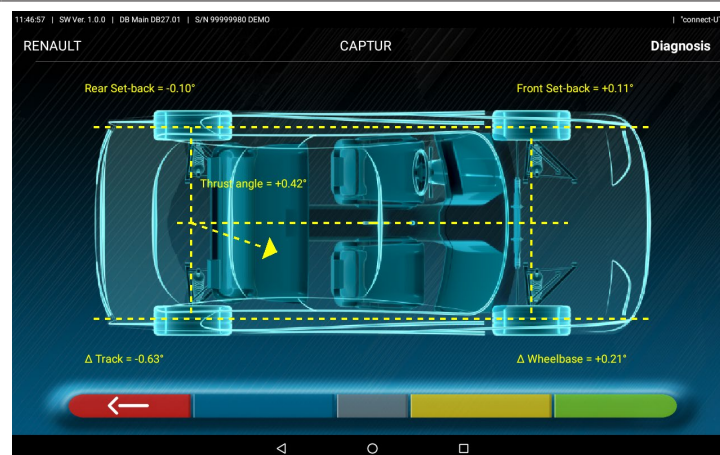 11:46:57 | SW Ver. 1.0.0 | DB Main DB27.01 | S/N 99999980 DEMO | "connect-U
RENAULT CAPTUR Diagnosis
Rear Set-back = -0.10° Front Set-back = +0.11°
Thrust angle = +0.42°
Δ Track = -0.63° Δ Wheelbase = +0.21°